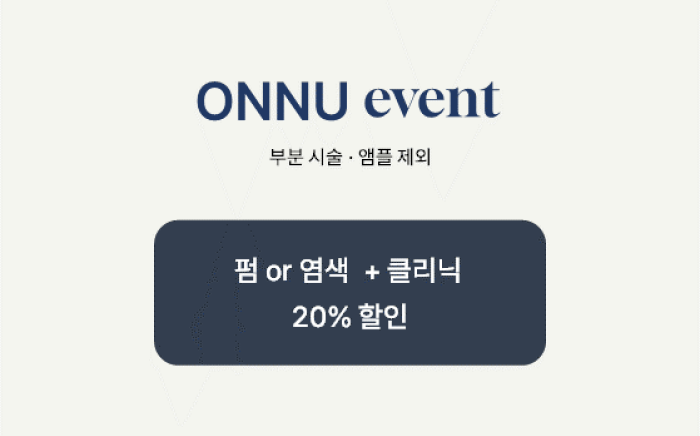 ONNU event
부분 시술 · 앰플 제외
펌 or 염색 + 클리닉
20% 할인